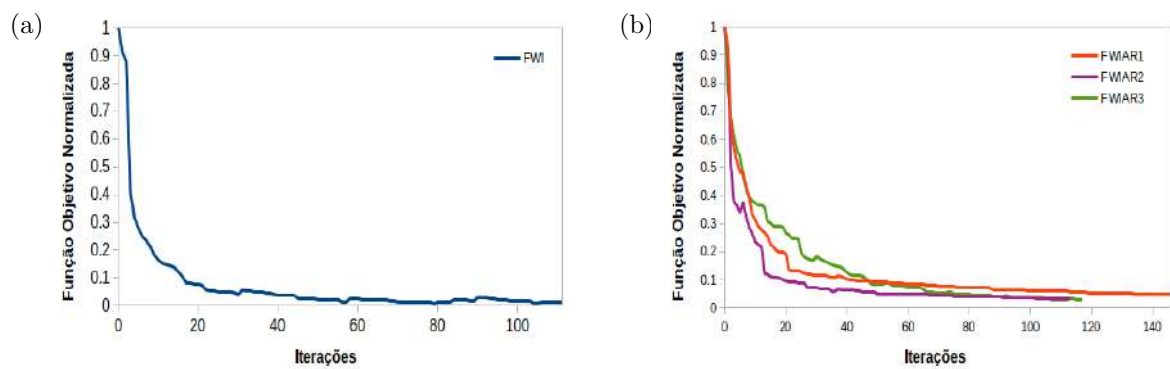 (a)
Função Objetivo Normalizada
1
0.9
0.8
0.7
0.6
0.5
0.4
0.3
0.2
0.1
0
FWI
0 20 40 60 80 100
Iterações
(b)
Função Objetivo Normalizada
1
0.9
0.8
0.7
0.6
0.5
0.4
0.3
0.2
0.1
0
FWIAR1
FWIAR2
FWIAR3
0 20 40 60 80 100 120 140
Iterações